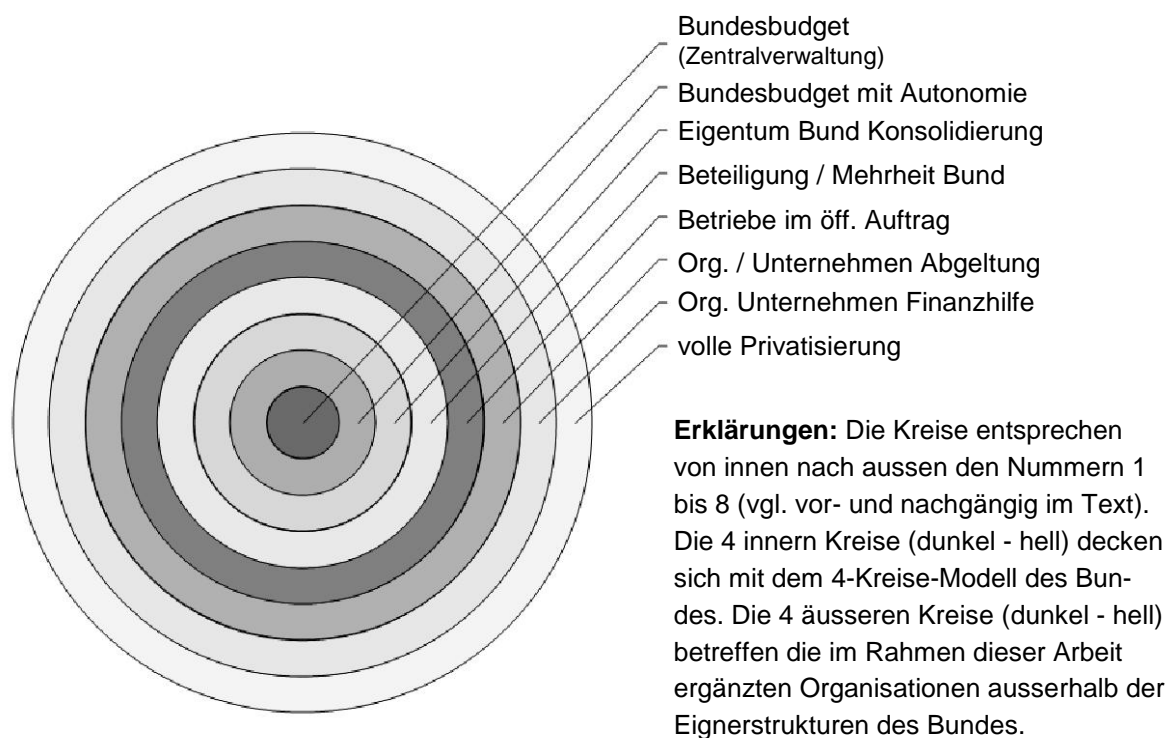 Bundesbudget
(Zentralverwaltung)
Bundesbudget mit Autonomie
Eigentum Bund Konsolidierung
Beteiligung / Mehrheit Bund
Betriebe im öff. Auftrag
Org. / Unternehmen Abgeltung
Org. Unternehmen Finanzhilfe
volle Privatisierung
Erklärungen: Die Kreise entsprechen
von innen nach aussen den Nummern 1
bis 8 (vgl. vor- und nachgängig im Text).
Die 4 innern Kreise (dunkel - hell) decken
sich mit dem 4-Kreise-Modell des Bun-
des. Die 4 äusseren Kreise (dunkel - hell)
betreffen die im Rahmen dieser Arbeit
ergänzten Organisationen ausserhalb der
Eignerstrukturen des Bundes.